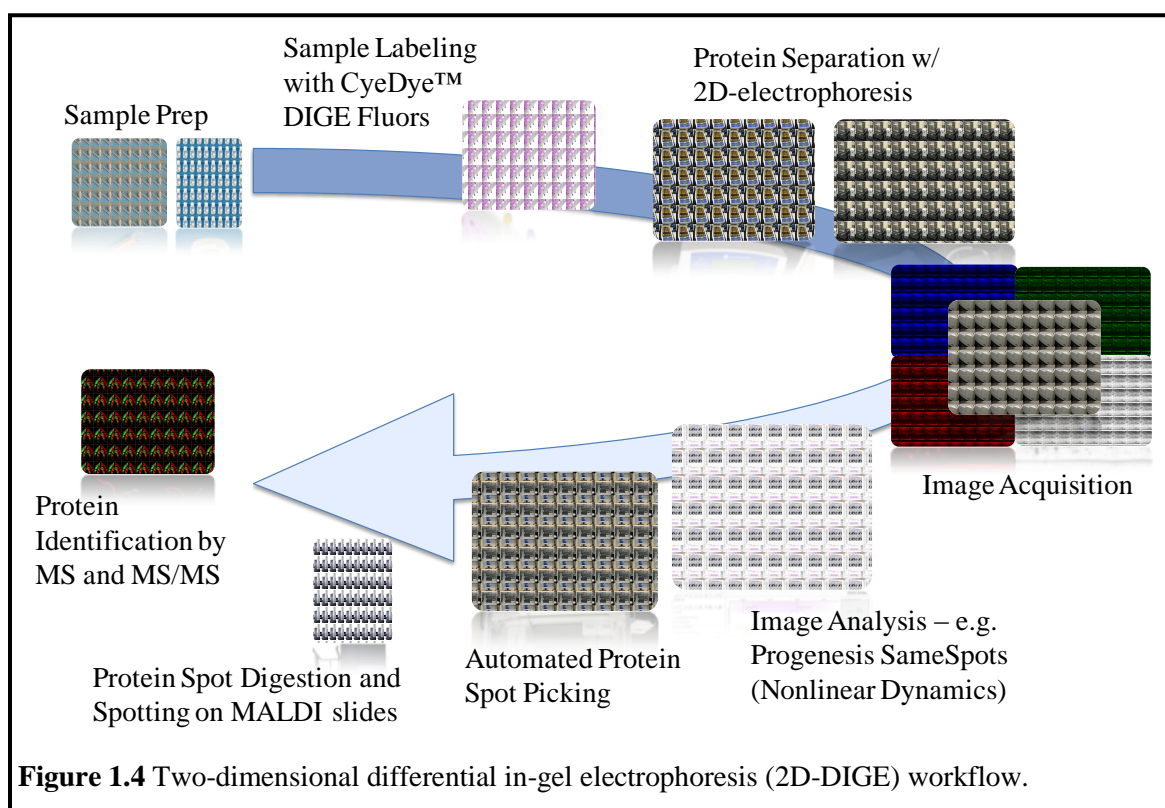 Sample Prep
Sample Labeling
with CyeDye™
DIGE Fluors
Protein Separation w/
2D-electrophoresis
Image Acquisition
Image Analysis – e.g.
Progenesis SameSpots
(Nonlinear Dynamics)
Automated Protein
Spot Picking
Protein Spot Digestion and
Spotting on MALDI slides
Protein
Identification by
MS and MS/MS
Figure 1.4 Two-dimensional differential in-gel electrophoresis (2D-DIGE) workflow.